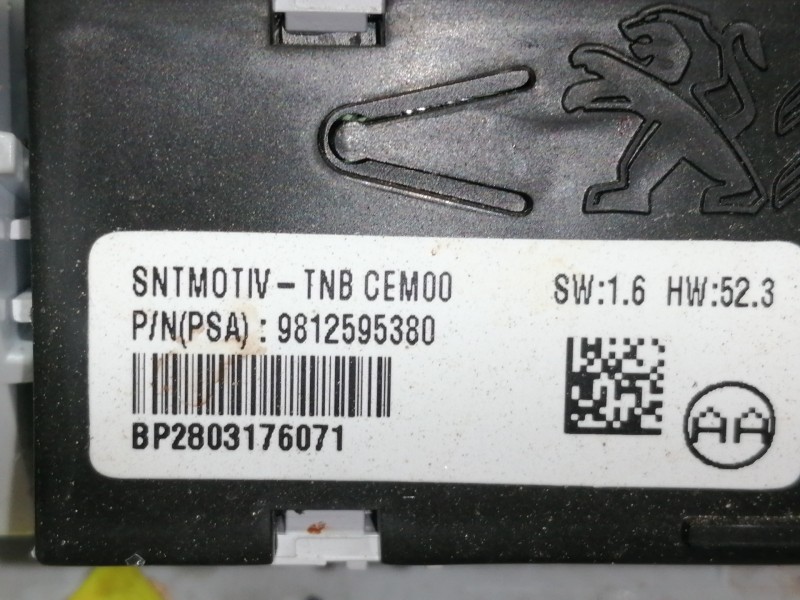 SNTMOTIV-TNB CEM00
SW:1.6 HW:52.3
P/N(PSA) : 9812595380
BP2803176071
AA